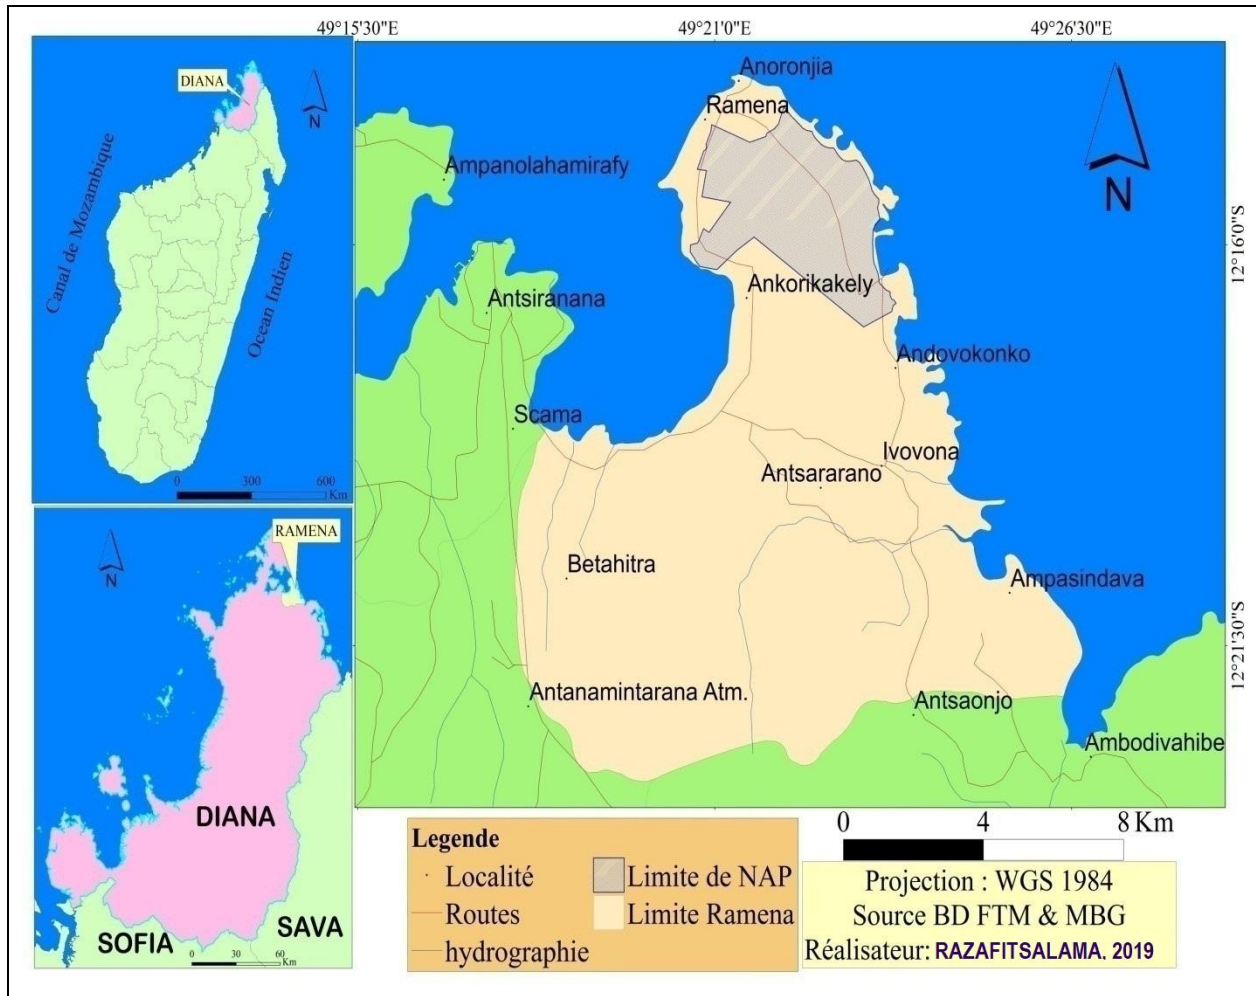 49°15'30"E
49°21'0"E
49°26'30"E
DIANA
N
Canal de Mozambique
Ocean Indien
0 300 600
Km
RAMENA
N
DIANA
SAVA
SOFIA
0 30 60
Km
Anoronjia
Ramena
Ampanolahamirafy
N
12°16'0"S
Ankorikakely
Antsiranana
Andovokonko
Scama
Ivovona
Antsararano
Betahitra
Ampasindava
12°21'30"S
Antanamintarana Atm.
Antsaonjo
Ambodivahibe
Legende
Localité
Limite de NAP
Routes
Limite Ramena
hydrographie
0 4 8 Km
Projection : WGS 1984
Source BD FTM & MBG
Réalisateur: RAZAFITSALAMA. 2019